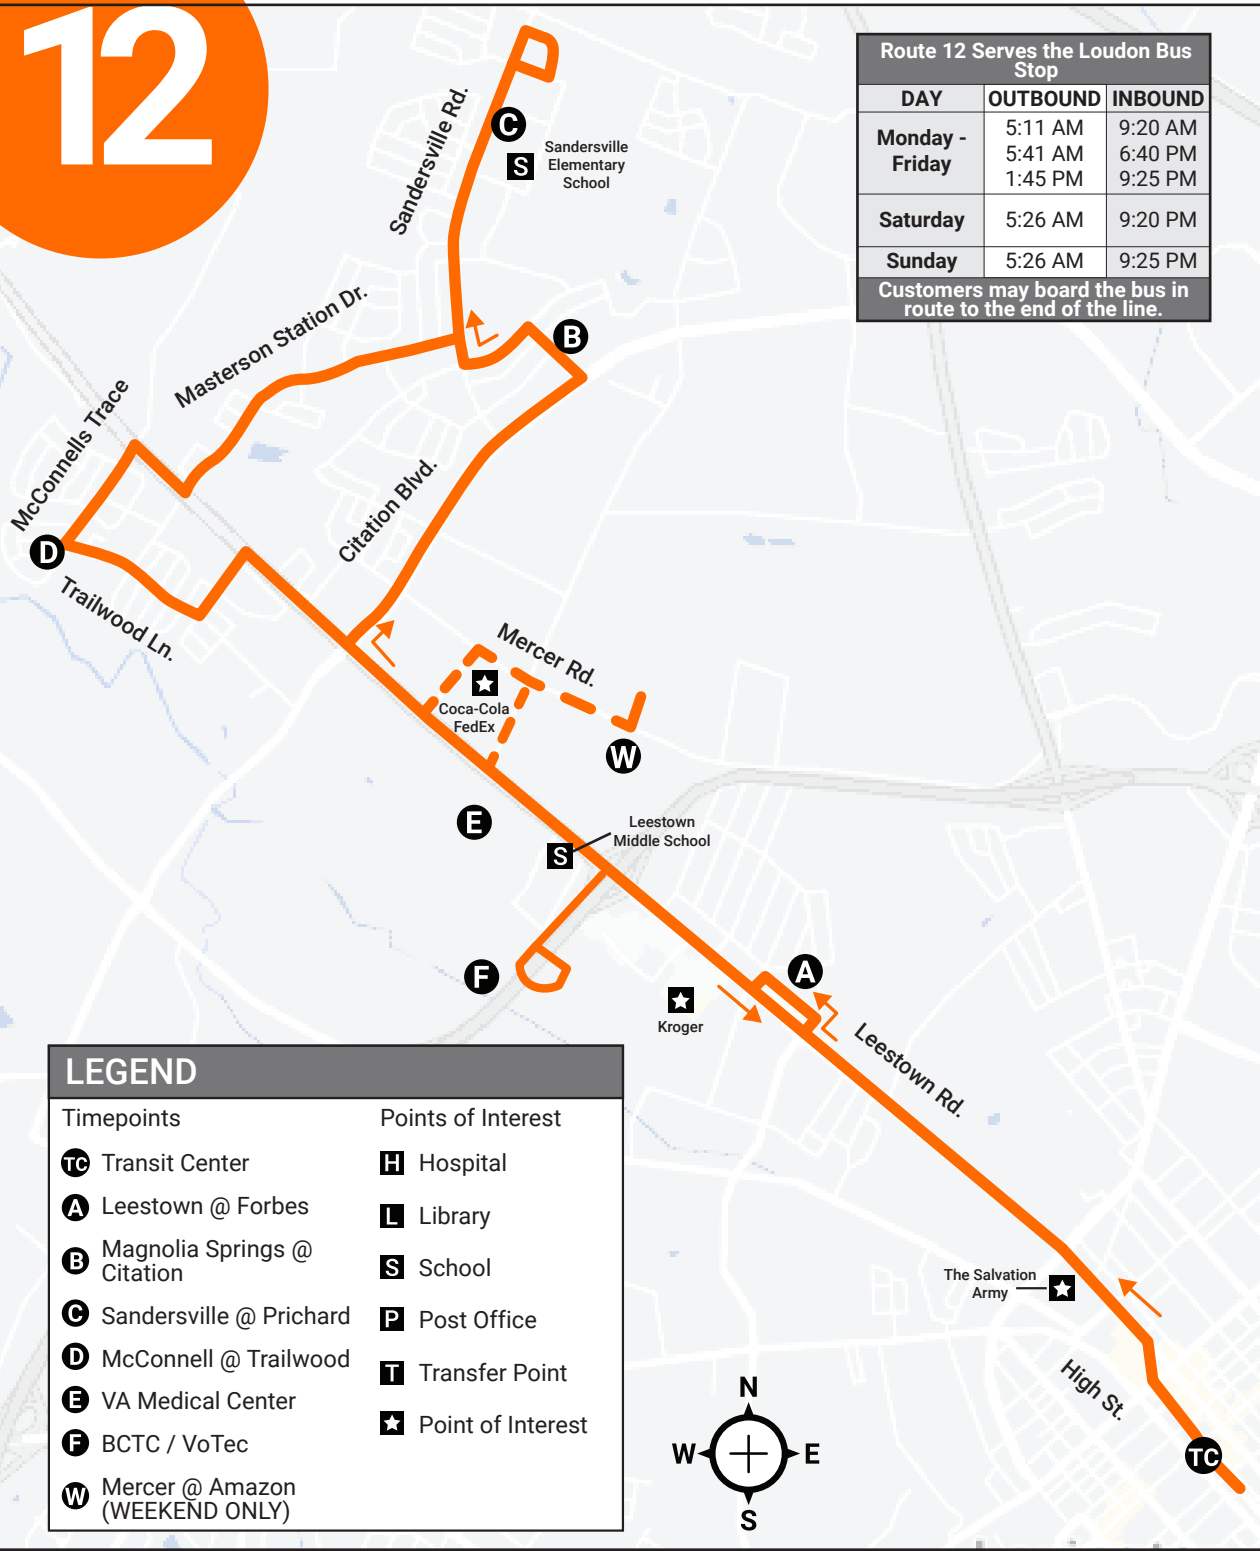 12
Route 12 Serves the Loudon Bus
Stop
DAY OUTBOUND INBOUND
Monday -
Friday
5:11 AM 9:20 AM
5:41 AM 6:40 PM
1:45 PM 9:25 PM
Saturday 5:26 AM 9:20 PM
Sunday 5:26 AM 9:25 PM
Customers may board the bus in
route to the end of the line.
Sandersville Rd.
C
S
Sandersville
Elementary
School
Masterson Station Dr.
B
McConnells Trace
Citation Blvd.
D
Trailwood Ln.
Mercer Rd.
Coca-Cola
FedEx
W
E
Leestown
Middle School
S
F
A
Kroger
Leestown Rd.
The Salvation
Army
High St.
TC
N
W E
S
LEGEND
Timepoints
TC Transit Center
A Leestown @ Forbes
B Magnolia Springs @
Citation
C Sandersville @ Prichard
D McConnell @ Trailwood
E VA Medical Center
F BCTC / VoTec
W Mercer @ Amazon
(WEEKEND ONLY)
Points of Interest
H Hospital
L Library
S School
P Post Office
T Transfer Point
Point of Interest